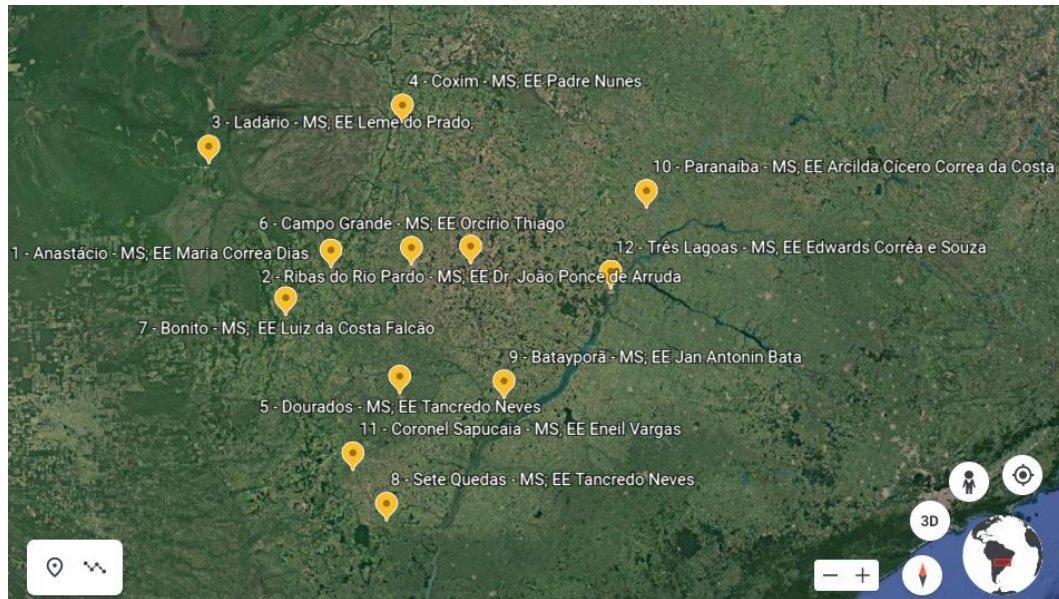 4 - Coxim - MS; EE Padre Nunes
3 - Ladário - MS; EE Leme do Prado;
10 - Paranaíba - MS, EE Arcilda Cícero Correa da Costa
6 - Campo Grande - MS; EE Orcírio Thiago
12 - Três Lagoas - MS, EE Edwards Corrêa e Souza
1 - Anastácio - MS; EE Maria Correa Dias
2 - Ribas do Rio Pardo - MS, EE Dr. João Ponce de Arruda
7 - Bonito - MS;  EE Luiz da Costa Falcão
9 - Batayporã - MS; EE Jan Antonin Bata
5 - Dourados - MS; EE Tancredo Neves
11 - Coronel Sapucaia - MS, EE Eneil Vargas
8 - Sete Quedas - MS; EE Tancredo Neves
3D